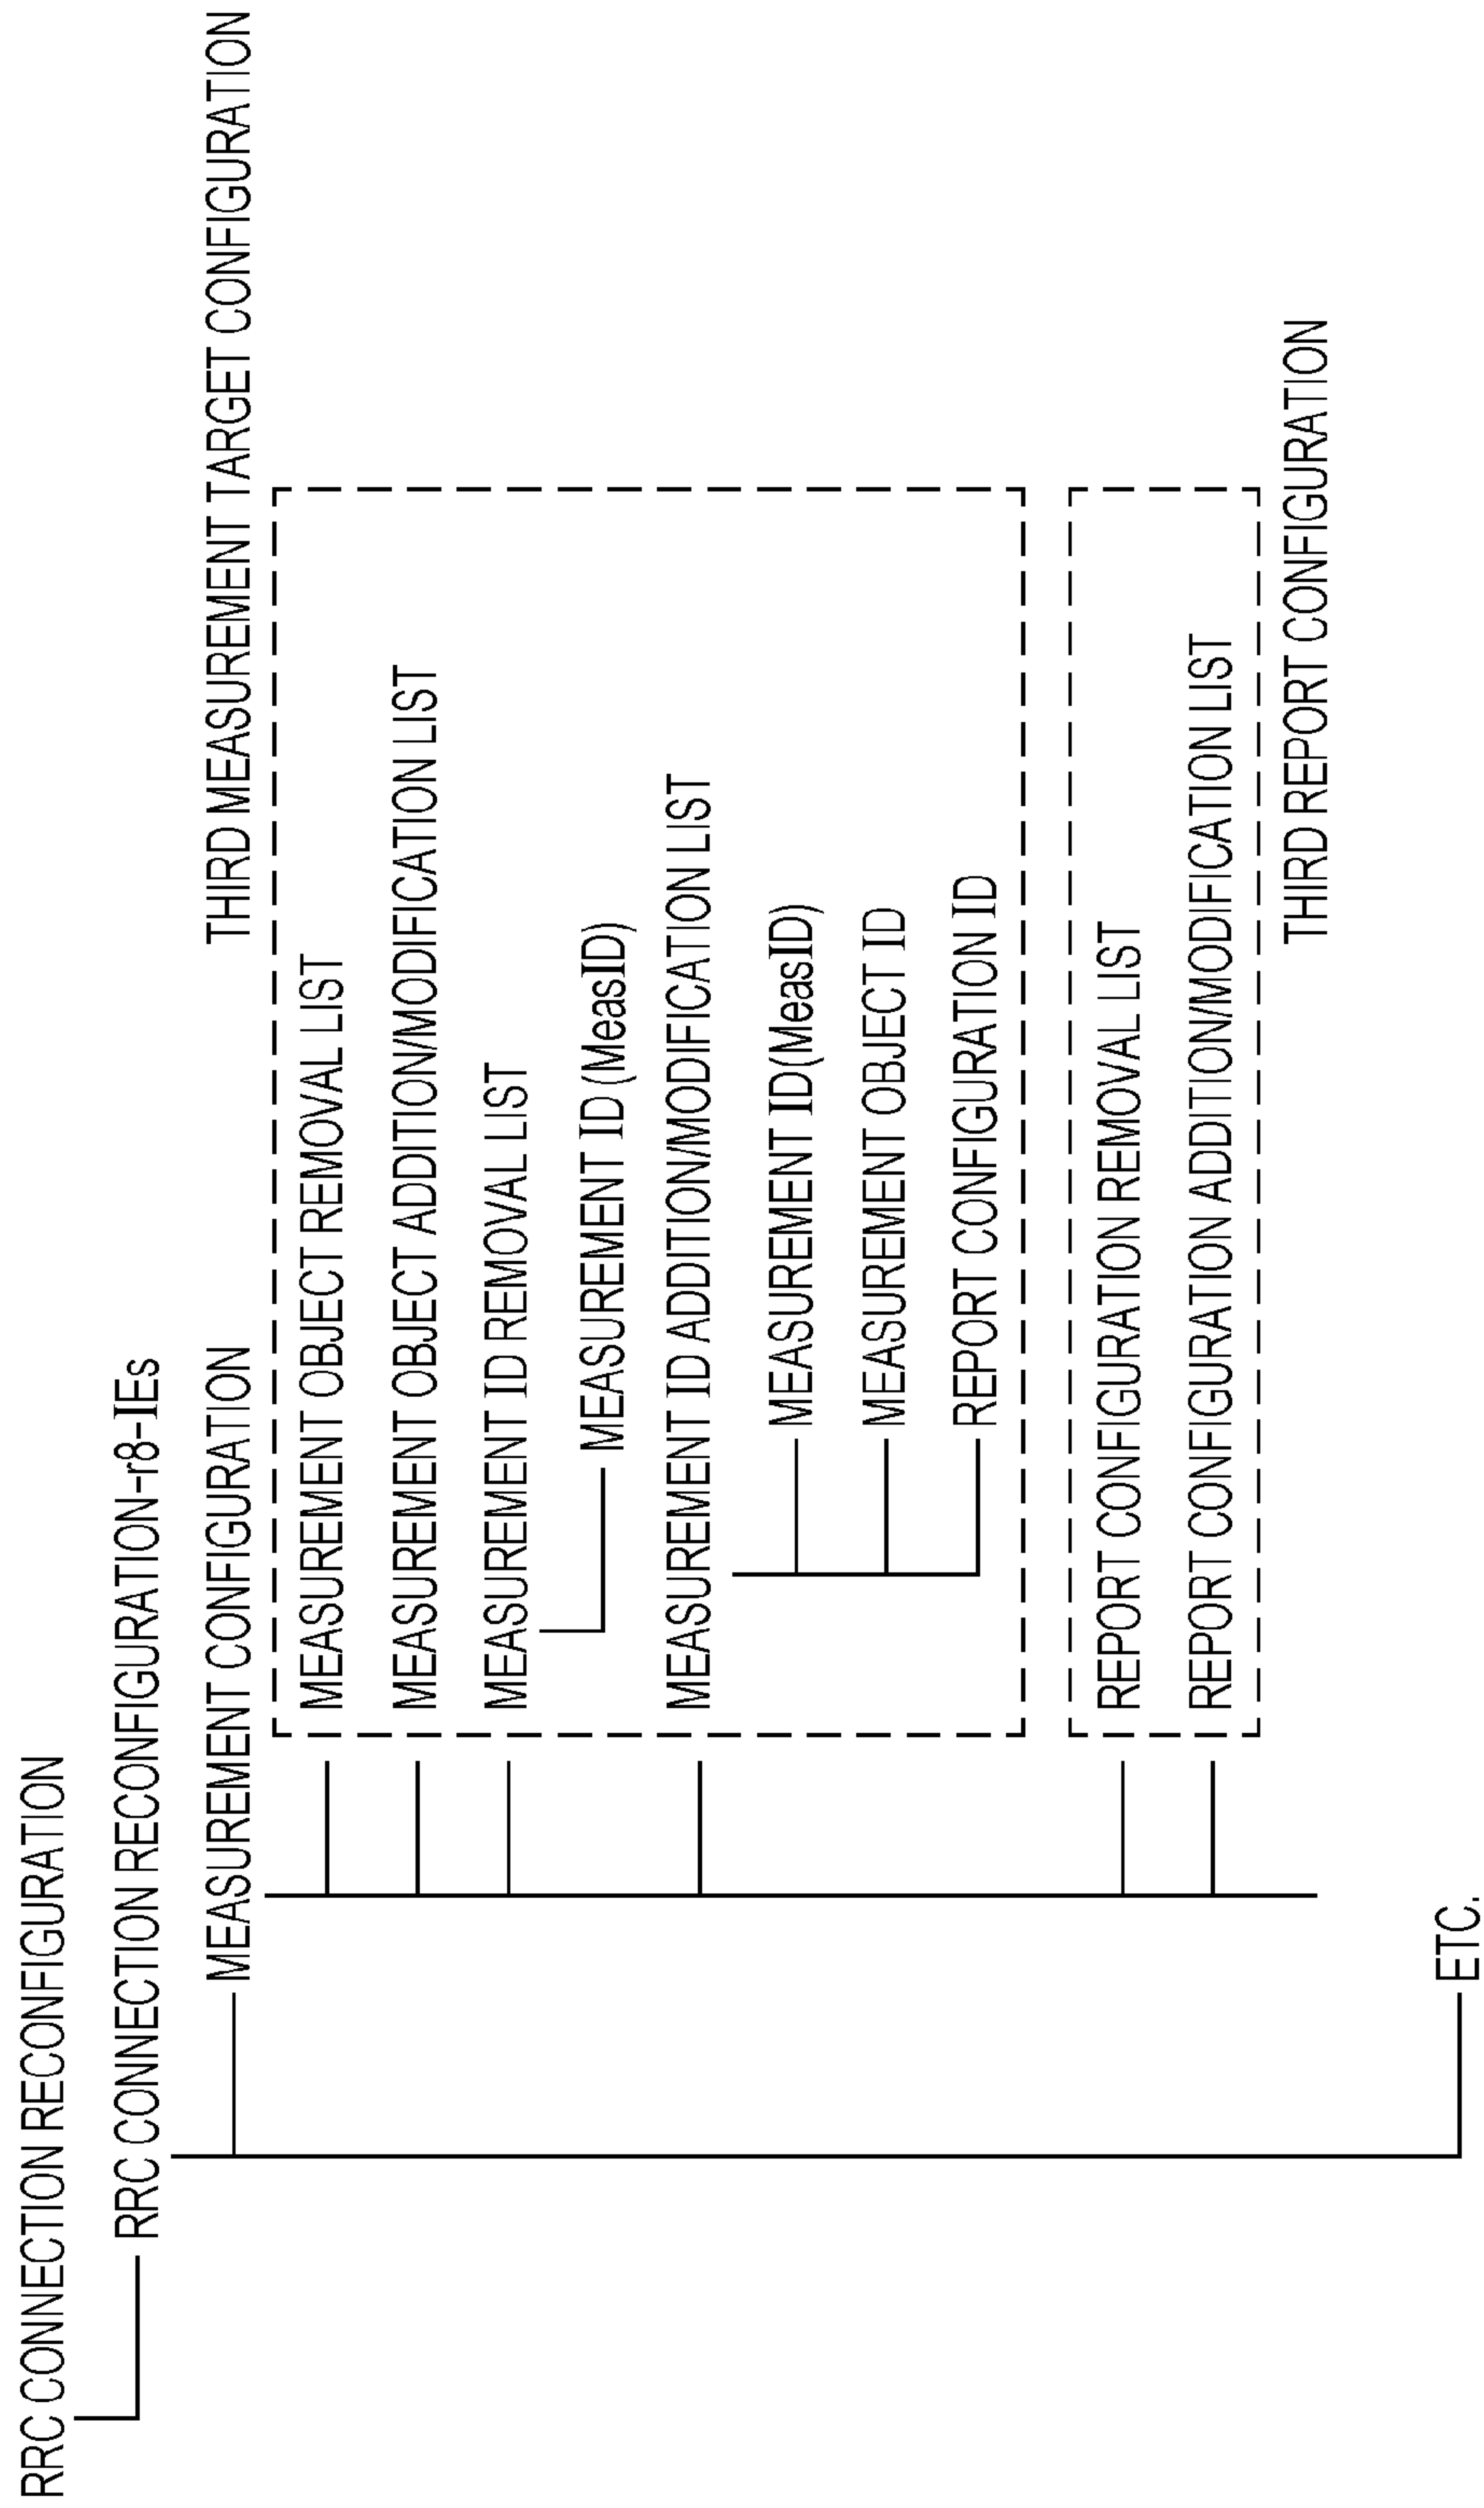 RRC CONNECTION RECONFIGURATION
RRC CONNECTION RECONFIGURATION-r8-IEs
MEASUREMENT CONFIGURATION
THIRD MEASUREMENT TARGET CONFIGURATION
MEASUREMENT OBJECT REMOVAL LIST
MEASUREMENT OBJECT ADDITION/MODIFICATION LIST
MEASUREMENT ID REMOVAL LIST
MEASUREMENT ID(MeasID)
MEASUREMENT ID ADDITION/MODIFICATION LIST
MEASUREMENT ID(MeasID)
MEASUREMENT OBJECT ID
REPORT CONFIGURATION ID
REPORT CONFIGURATION REMOVAL LIST
REPORT CONFIGURATION ADDITION/MODIFICATION LIST
THIRD REPORT CONFIGURATION
ETC.